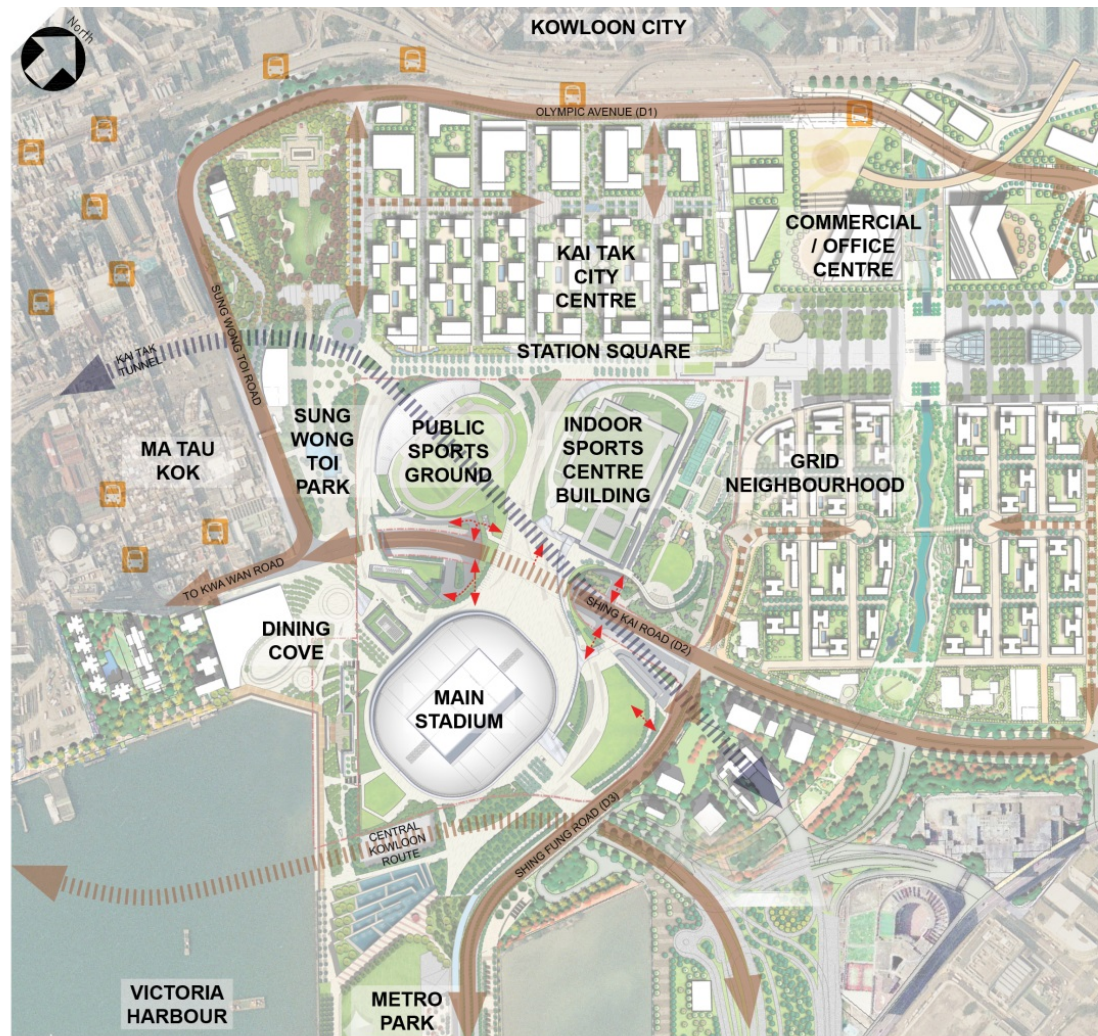 North
KOWLOON CITY
OLYMPIC AVENUE (D1)
COMMERCIAL
/ OFFICE
CENTRE
KAI TAK
CITY
CENTRE
SUNG WONG TOI ROAD
STATION SQUARE
KAI TAK
TUNNEL
MA TAU
KOK
SUNG
WONG
TOI
PARK
PUBLIC
SPORTS
GROUND
INDOOR
SPORTS
CENTRE
BUILDING
GRID
NEIGHBOURHOOD
TO KWA WAN ROAD
SHING KAI ROAD (D2)
DINING
COVE
MAIN
STADIUM
CENTRAL
KOWLOON
ROUTE
SHING FUNG ROAD (D3)
VICTORIA
HARBOUR
METRO
PARK